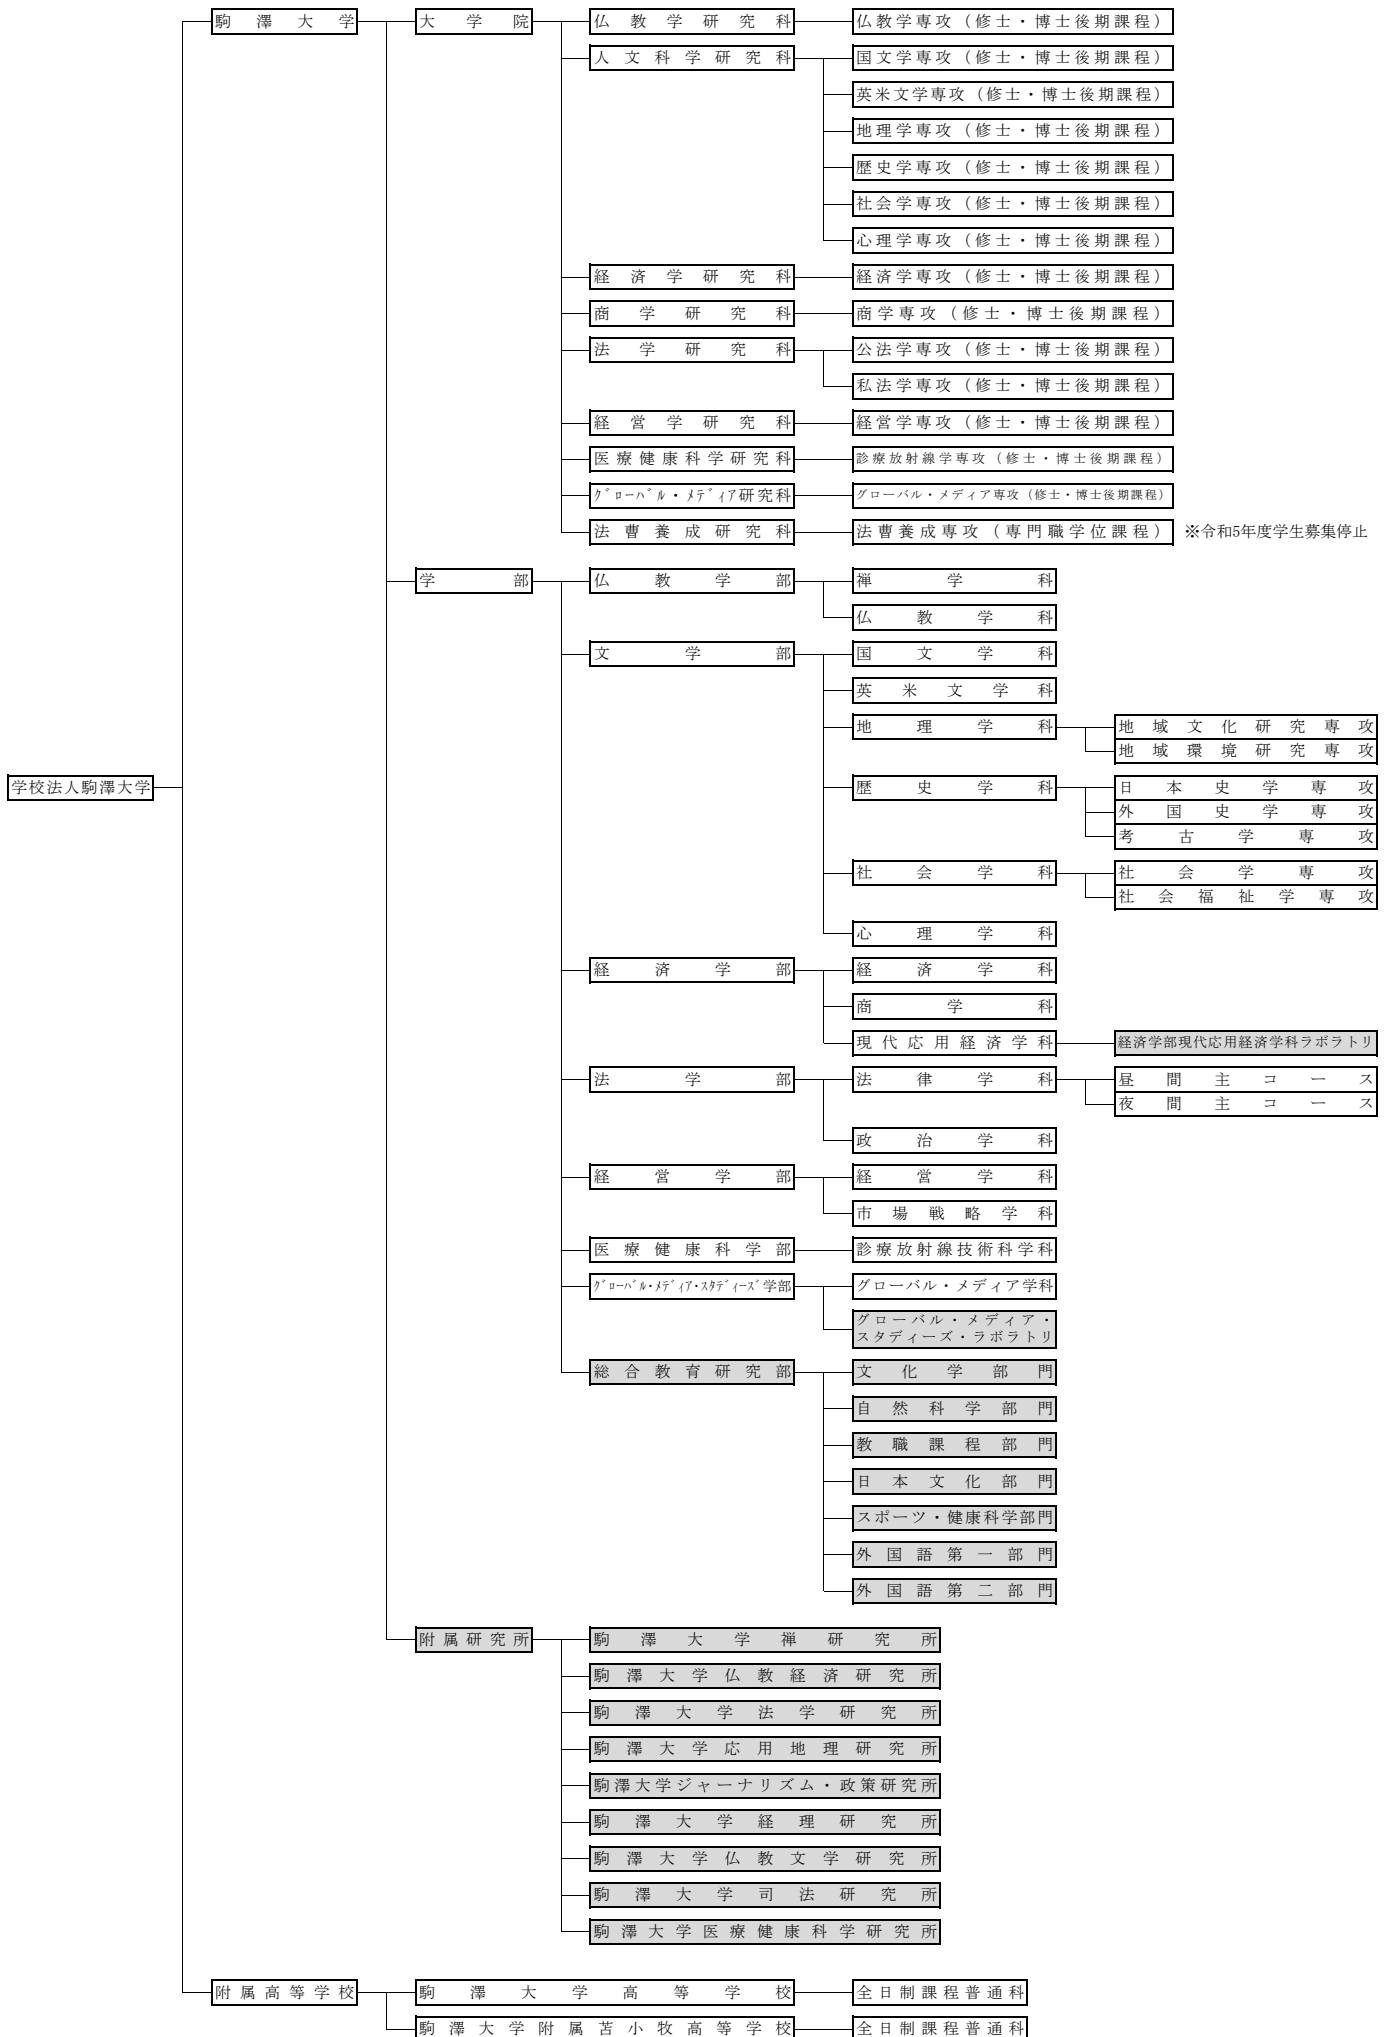 駒澤大学 大学院 仏教学研究科 仏教学専攻（修士・博士後期課程）
人文科学研究科 国文学専攻（修士・博士後期課程）
英米文学専攻（修士・博士後期課程）
地理学専攻（修士・博士後期課程）
歴史学専攻（修士・博士後期課程）
社会学専攻（修士・博士後期課程）
心理学専攻（修士・博士後期課程）
経済学研究科 経済学専攻（修士・博士後期課程）
商学研究科 商学専攻（修士・博士後期課程）
法学研究科 公法学専攻（修士・博士後期課程）
私法学専攻（修士・博士後期課程）
経営学研究科 経営学専攻（修士・博士後期課程）
医療健康科学研究科 診療放射線学専攻（修士・博士後期課程）
ｸﾞﾛｰﾊﾞﾙ・ﾒﾃﾞｨｱ研究科 グローバル・メディア専攻（修士・博士後期課程）
法曹養成研究科 法曹養成専攻（専門職学位課程） ※令和5年度学生募集停止
学部 仏教学部 禅学科
仏教学科
文学部 国文学科
英米文学科
地理学科 地域文化研究専攻
地域環境研究専攻
学校法人駒澤大学 歴史学科 日本史学専攻
外国史学専攻
考古学専攻
社会学科 社会学専攻
社会福祉学専攻
心理学科
経済学部 経済学科
商学科
現代応用経済学科 経済学部現代応用経済学科ラボラトリ
法学部 法律学科 昼間主コース
夜間主コース
政治学科
経営学部 経営学科
市場戦略学科
医療健康科学部 診療放射線技術科学科
ｸﾞﾛｰﾊﾞﾙ・ﾒﾃﾞｨｱ・ｽﾀﾃﾞｨｰｽﾞ学部 グローバル・メディア学科
グローバル・メディア・
スタディーズ・ラボラトリ
総合教育研究部 文化学部門
自然科学部門
教職課程部門
日本文化部門
スポーツ・健康科学部門
外国語第一部門
外国語第二部門
附属研究所 駒澤大学禅研究所
駒澤大学仏教経済研究所
駒澤大学法学研究所
駒澤大学応用地理研究所
駒澤大学ジャーナリズム・政策研究所
駒澤大学経理研究所
駒澤大学仏教文学研究所
駒澤大学司法研究所
駒澤大学医療健康科学研究所
附属高等学校 駒澤大学高等学校 全日制課程普通科
駒澤大学附属苫小牧高等学校 全日制課程普通科